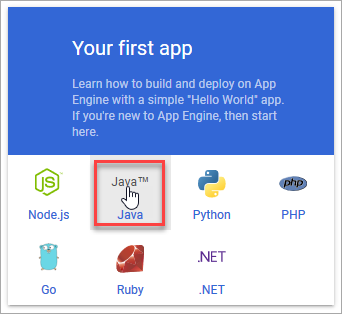 Your first app
Learn how to build and deploy on App
Engine with a simple "Hello World" app.
If you're new to App Engine, then start
here.
JS
Java™
php
Node.js
Java
Python
PHP
.NET
Go
Ruby
.NET